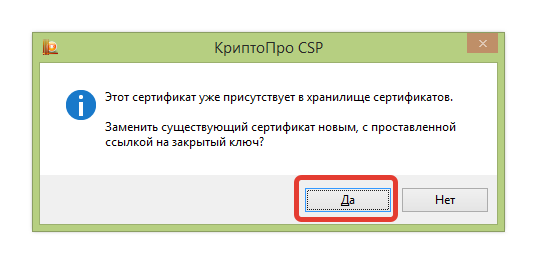 КриптоПро CSP
Этот сертификат уже присутствует в хранилище сертификатов.
Заменить существующий сертификат новым, с проставленной
ссылкой на закрытый ключ?
Да
Нет